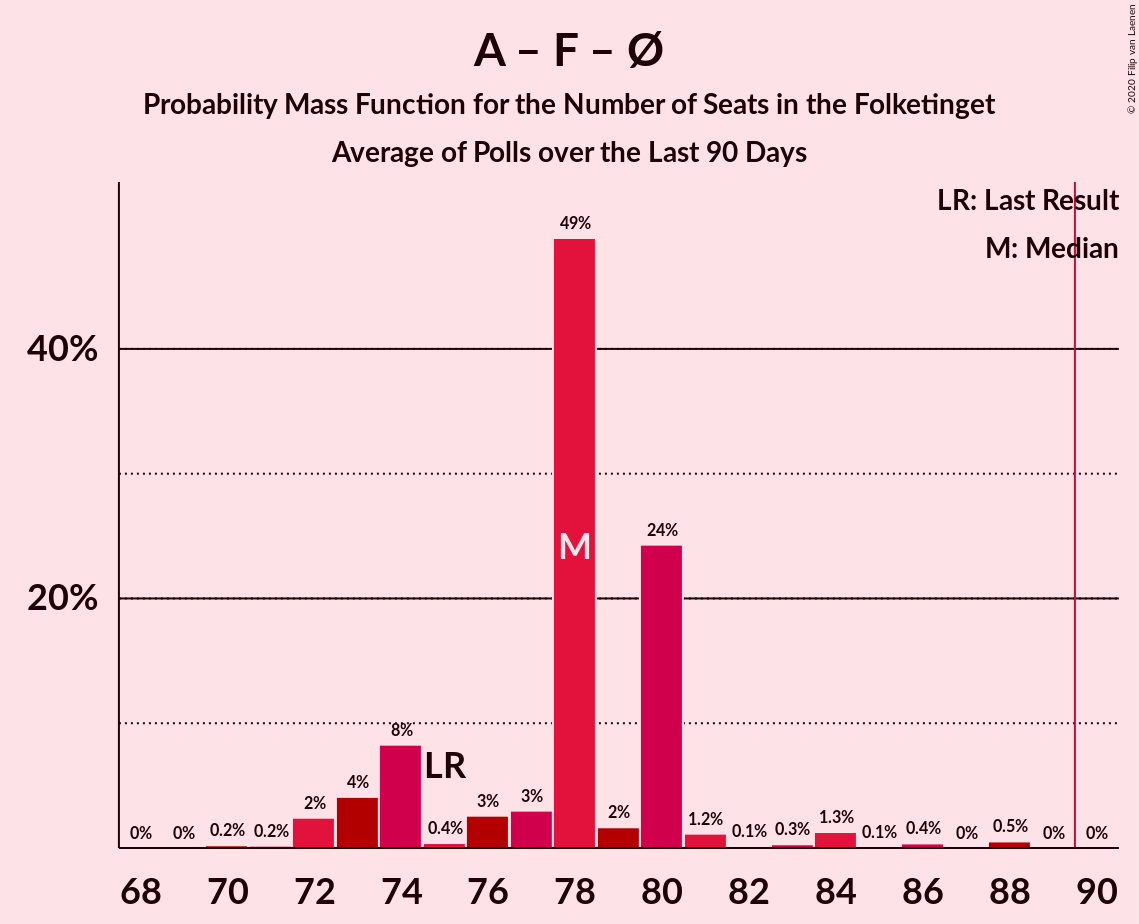 A – F – Ø
Probability Mass Function for the Number of Seats in the Folketinget
Average of Polls over the Last 90 Days
© 2020 Filip van Laenen
LR: Last Result
M: Median
40%
20%
0%
0%
0.2%
0.2%
2%
4%
8%
LR
0.4%
3%
3%
49%
M
2%
24%
1.2%
0.1%
0.3%
1.3%
0.1%
0.4%
0%
0.5%
0%
0%
68 70 72 74 76 78 80 82 84 86 88 90